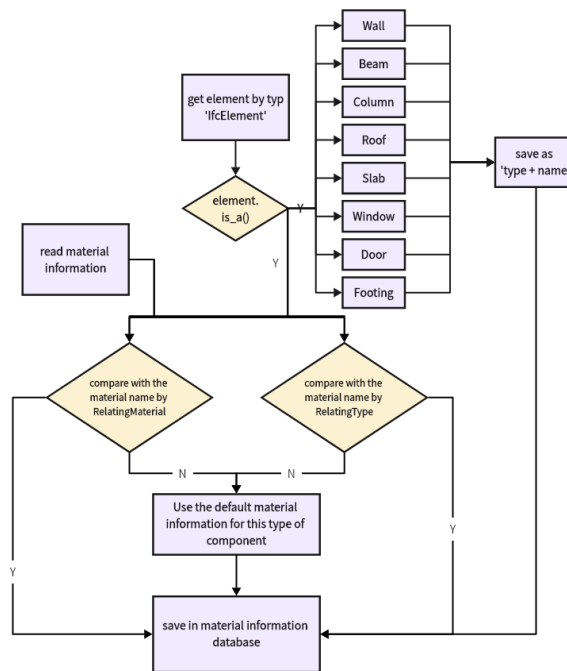 Wall
Beam
Column
Roof
Slab
Window
Door
Footing
get element by typ
'IfcElement'
element.
is_a()
Y
Y
save as
'type + name
read material
information
compare with the
material name by
RelatingMaterial
compare with the
material name by
RelatingType
N
N
Use the default material
information for this type of
component
Y
Y
save in material information
database